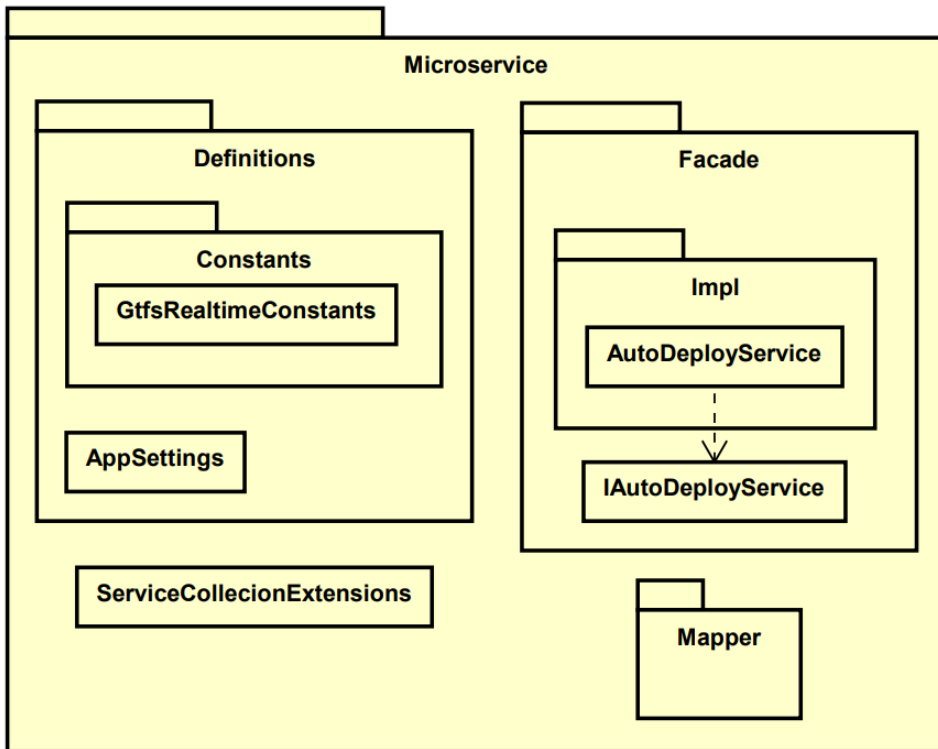 Microservice
Definitions
Constants
GtfsRealtimeConstants
AppSettings
ServiceCollecionExtensions
Facade
Impl
AutoDeployService
IAutoDeployService
Mapper